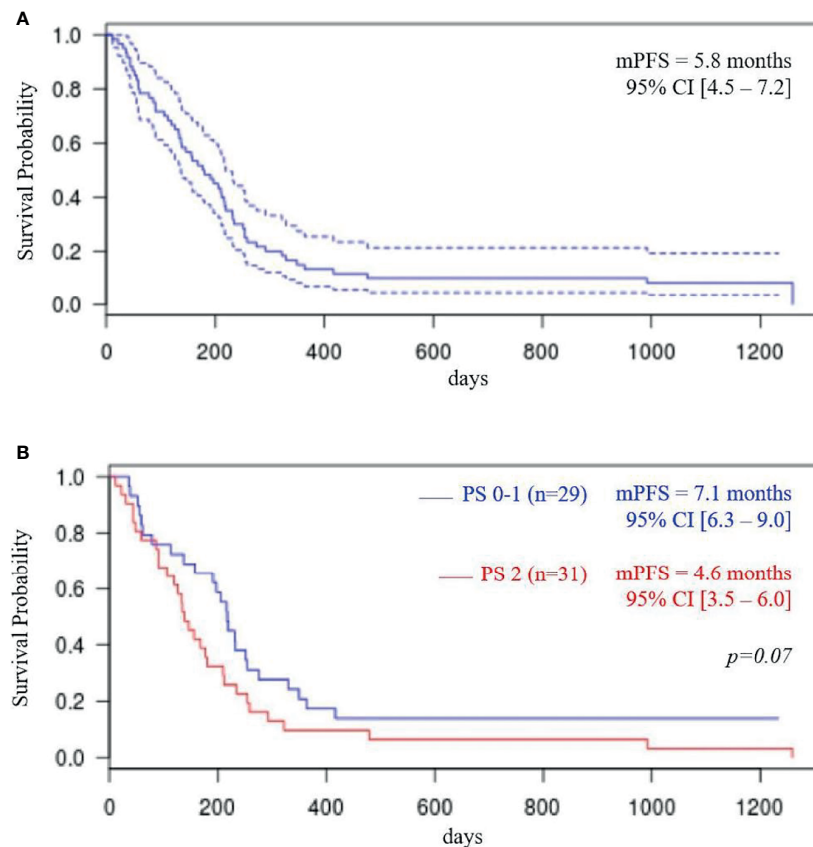 A
1.0
0.8
0.6
0.4
0.2
0.0
Survival Probability
mPFS = 5.8 months
95% CI [4.5 – 7.2]
0 200 400 600 800 1000 1200
days
B
1.0
0.8
0.6
0.4
0.2
0.0
Survival Probability
PS 0-1 (n=29) mPFS = 7.1 months
95% CI [6.3 – 9.0]
PS 2 (n=31) mPFS = 4.6 months
95% CI [3.5 – 6.0]
p=0.07
0 200 400 600 800 1000 1200
days